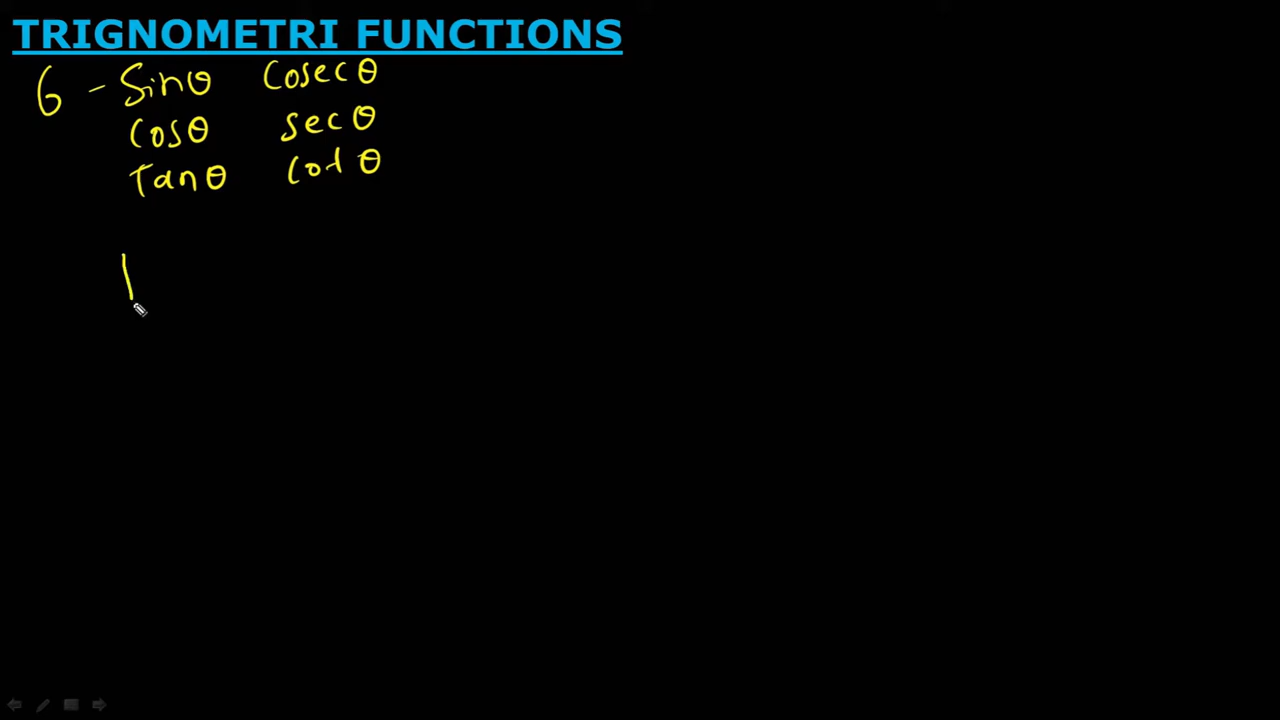 TRIGNOMETRI FUNCTIONS
6 - Sinθ Cosecθ
Cosθ secθ
Tanθ Cotθ